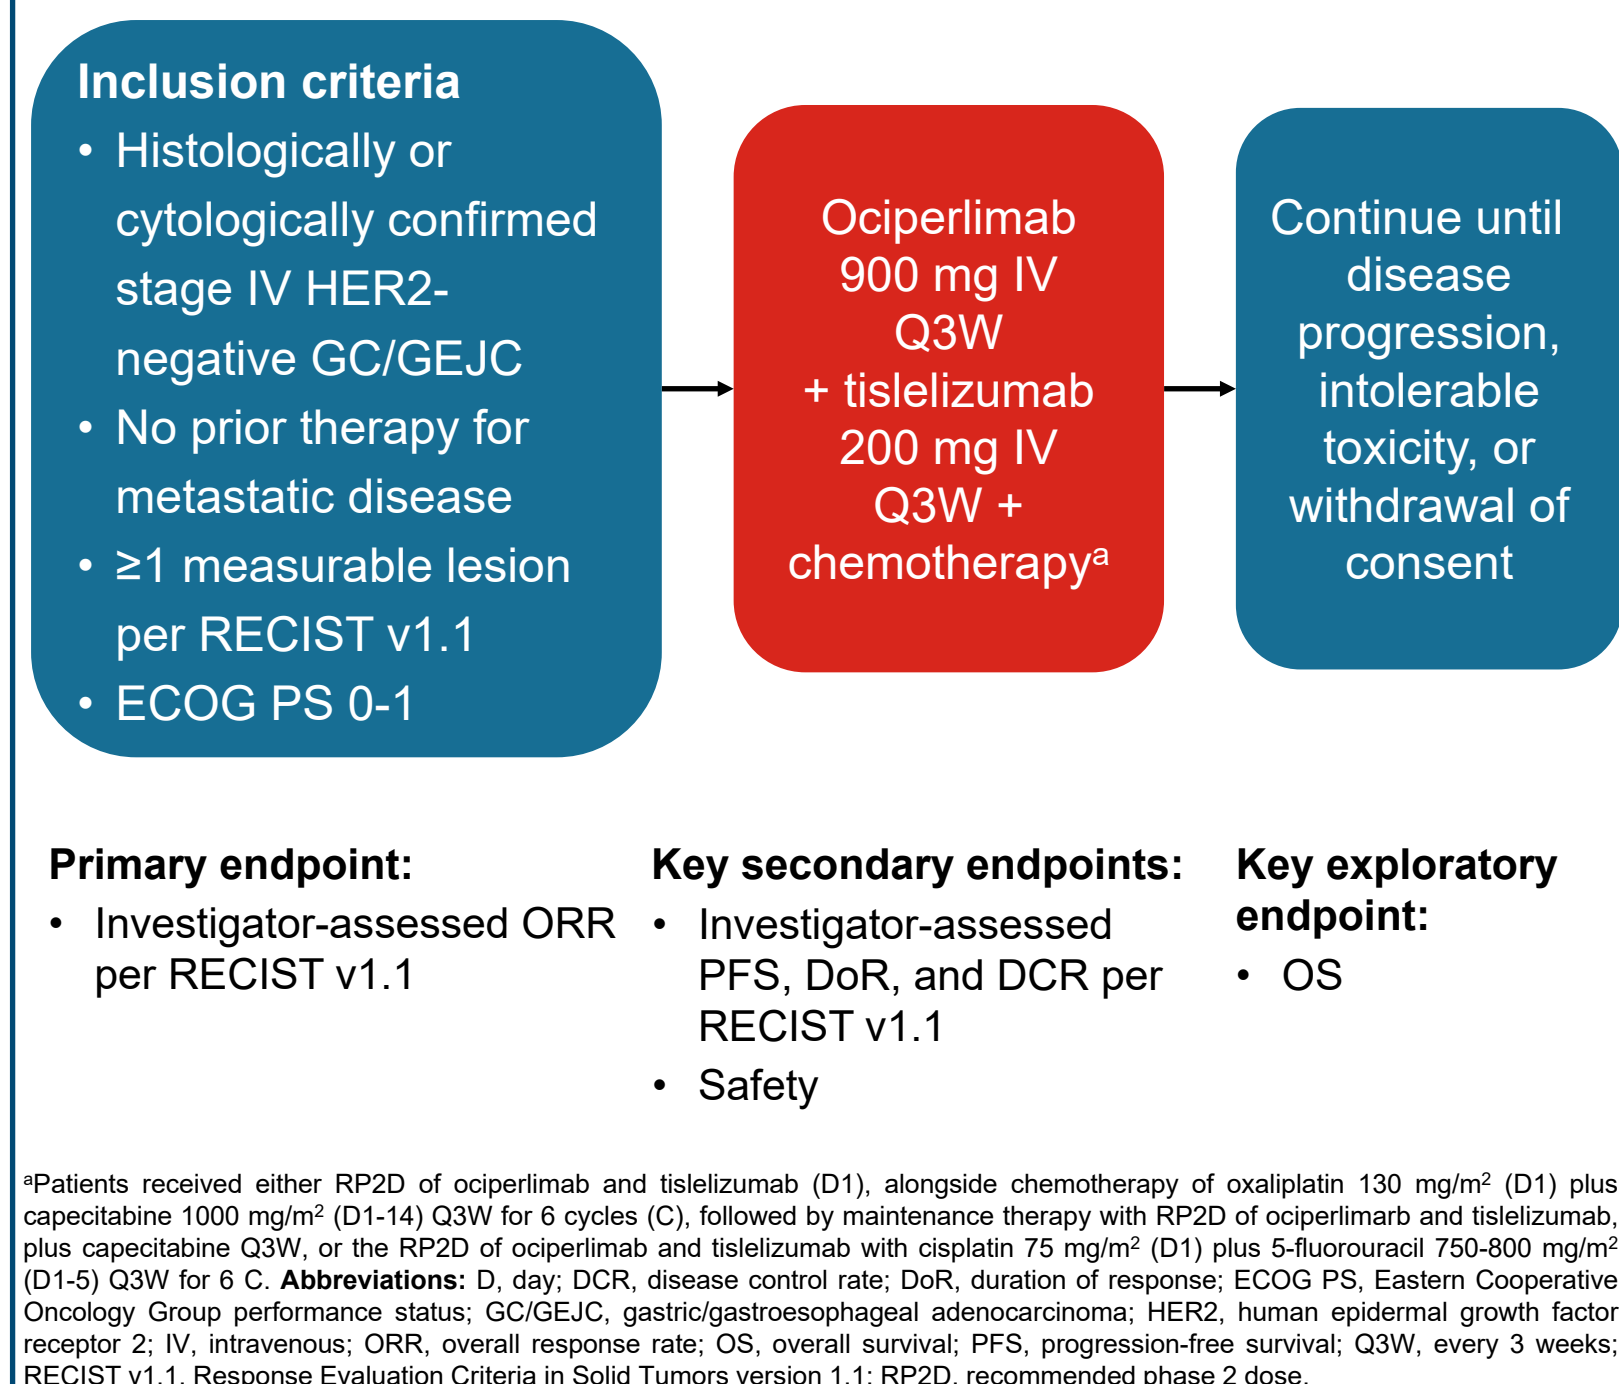 Inclusion criteria
• Histologically or
cytologically confirmed
stage IV HER2-
negative GC/GEJC
• No prior therapy for
metastatic disease
• ≥1 measurable lesion
per RECIST v1.1
• ECOG PS 0-1
Ociperlimab
900 mg IV
Q3W
+ tislelizumab
200 mg IV
Q3W +
chemotherapyᵃ
Continue until
disease
progression,
intolerable
toxicity, or
withdrawal of
consent
Primary endpoint:
• Investigator-assessed ORR
per RECIST v1.1
Key secondary endpoints:
• Investigator-assessed
PFS, DoR, and DCR per
RECIST v1.1
• Safety
Key exploratory
endpoint:
• OS
ᵃPatients received either RP2D of ociperlimab and tislelizumab (D1), alongside chemotherapy of oxaliplatin 130 mg/m² (D1) plus
capecitabine 1000 mg/m² (D1-14) Q3W for 6 cycles (C), followed by maintenance therapy with RP2D of ociperlimarb and tislelizumab,
plus capecitabine Q3W, or the RP2D of ociperlimab and tislelizumab with cisplatin 75 mg/m² (D1) plus 5-fluorouracil 750-800 mg/m²
(D1-5) Q3W for 6 C. Abbreviations: D, day; DCR, disease control rate; DoR, duration of response; ECOG PS, Eastern Cooperative
Oncology Group performance status; GC/GEJC, gastric/gastroesophageal adenocarcinoma; HER2, human epidermal growth factor
receptor 2; IV, intravenous; ORR, overall response rate; OS, overall survival; PFS, progression-free survival; Q3W, every 3 weeks;
RECIST v1.1, Response Evaluation Criteria in Solid Tumors version 1.1; RP2D, recommended phase 2 dose.